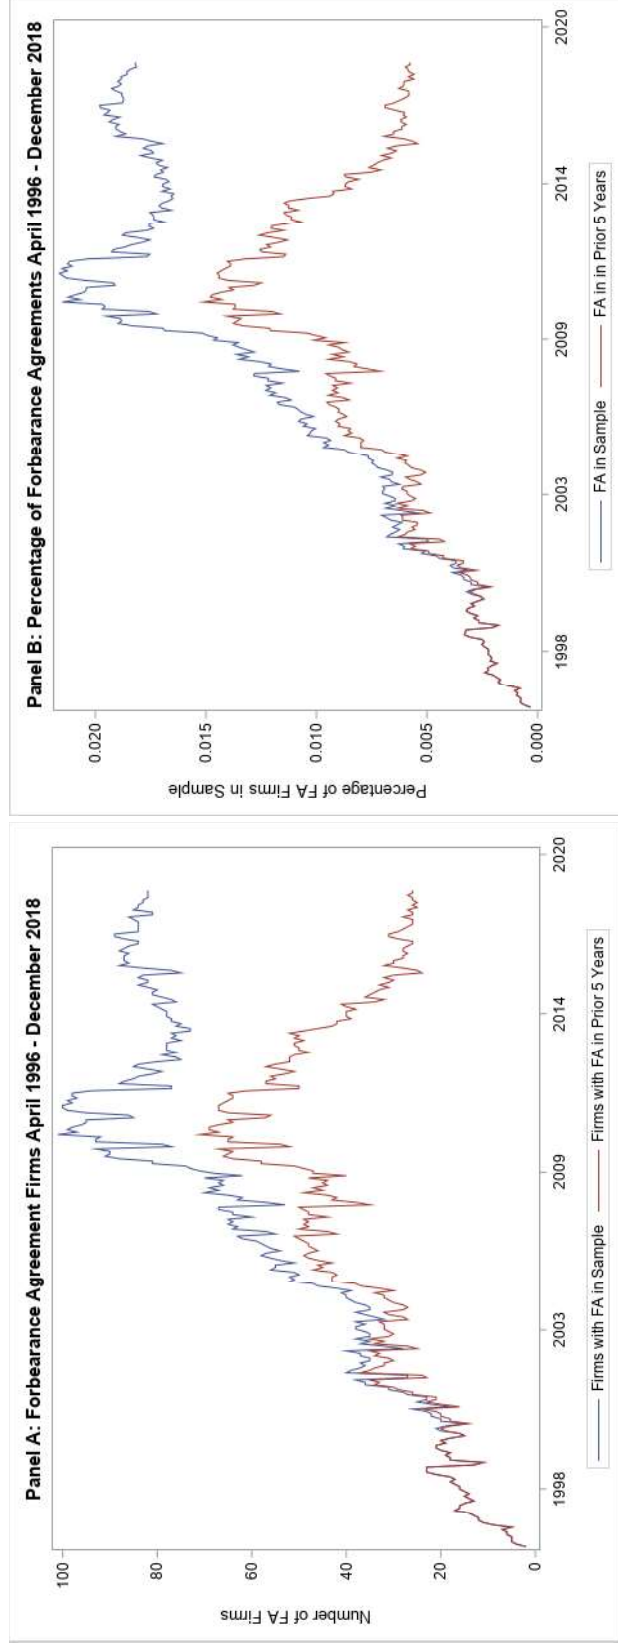 Panel A: Forbearance Agreement Firms April 1996 - December 2018
Number of FA Firms
100
80
60
40
20
0
1998
2003
2009
2014
2020
Firms with FA in Sample
Firms with FA in Prior 5 Years
Panel B: Percentage of Forbearance Agreements April 1996 - December 2018
Percentage of FA Firms in Sample
0.020
0.015
0.010
0.005
0.000
1998
2003
2009
2014
2020
FA in Sample
FA in in Prior 5 Years